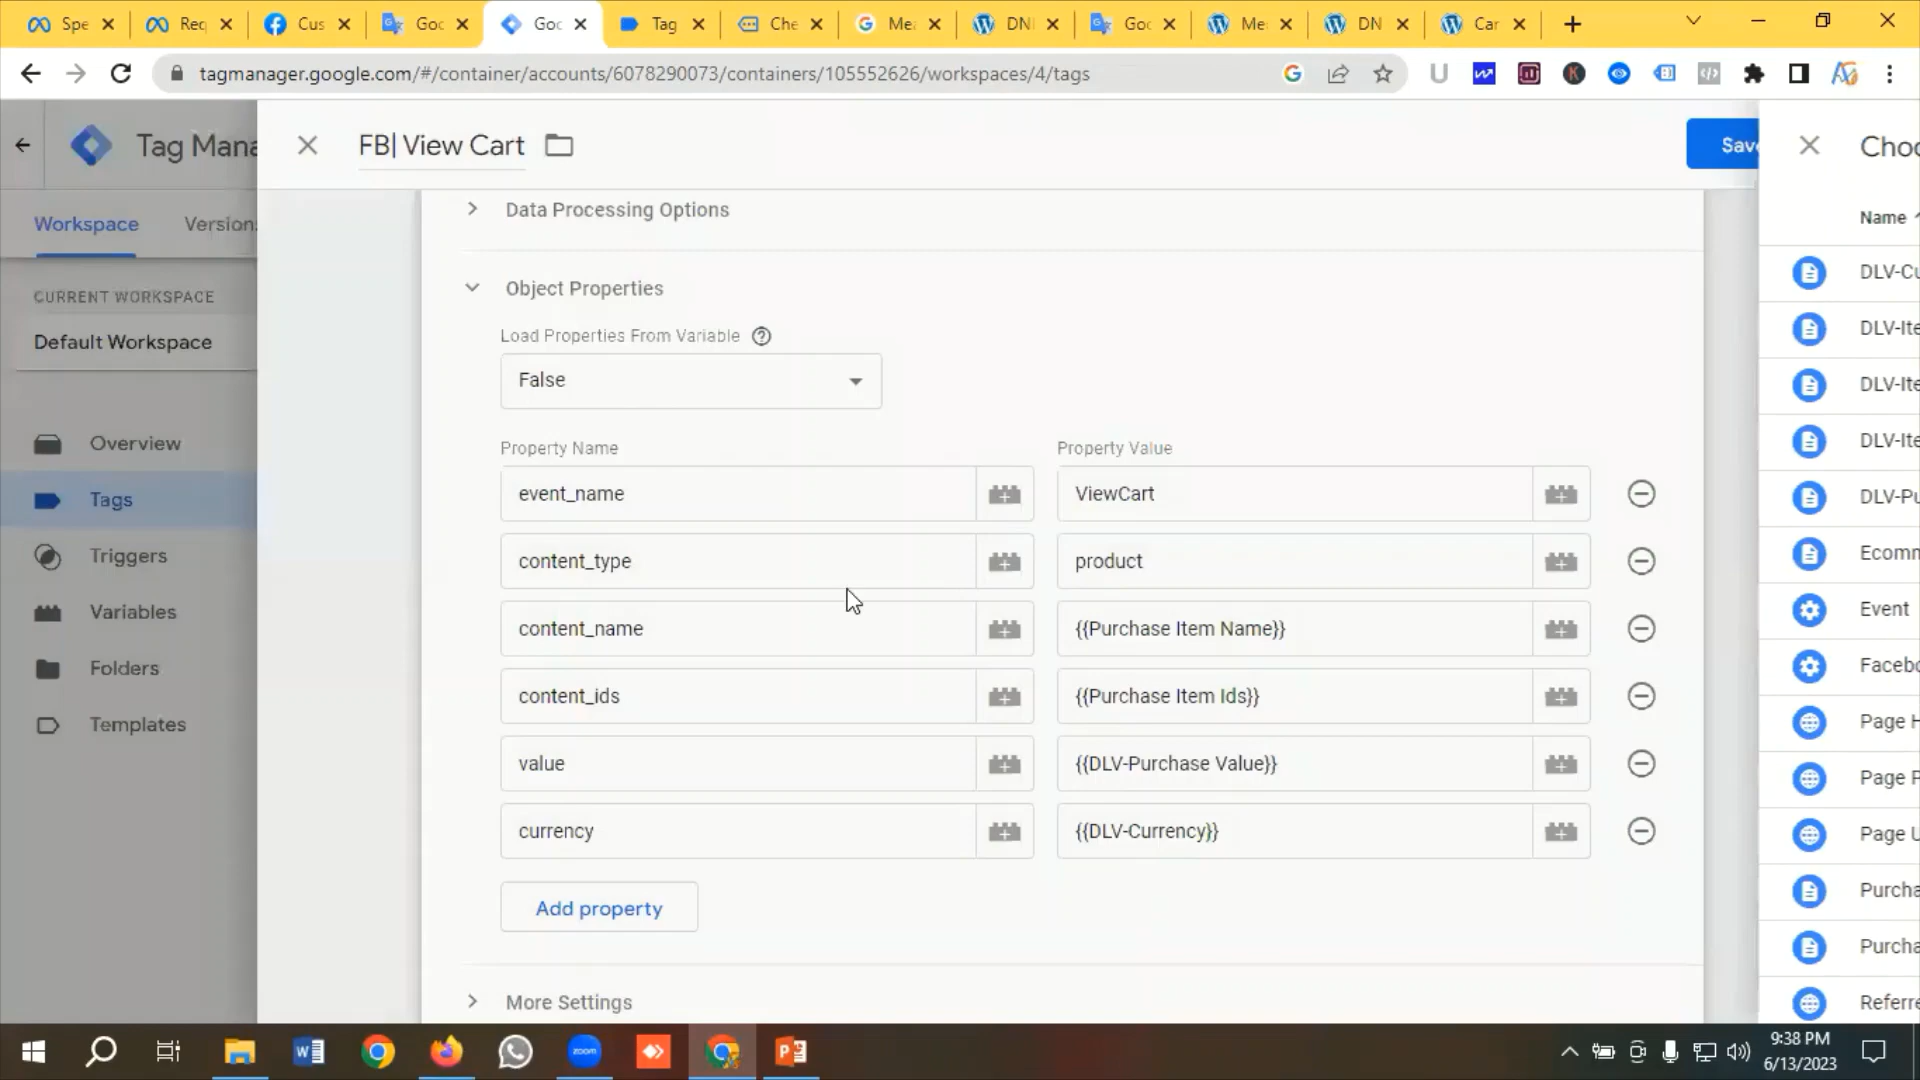 Spe
Req
Cus
Goc
Goc
Tag
Che
Me
DN
Goc
Me
DN
Car
tagmanager.google.com/#/container/accounts/6078290073/containers/105552626/workspaces/4/tags
Tag Mana
FB| View Cart
Save
Choo
Workspace
Version
Name
CURRENT WORKSPACE
Default Workspace
Overview
Tags
Triggers
Variables
Folders
Templates
Data Processing Options
Object Properties
Load Properties From Variable
False
Property Name
Property Value
event_name
ViewCart
content_type
product
content_name
{{Purchase Item Name}}
content_ids
{{Purchase Item Ids}}
value
{{DLV-Purchase Value}}
currency
{{DLV-Currency}}
Add property
More Settings
DLV-Cu
DLV-Ite
DLV-Ite
DLV-Ite
DLV-Pu
Ecomm
Event
Facebo
Page H
Page P
Page U
Purcha
Purcha
Referre
zoom
9:38 PM
6/13/2023